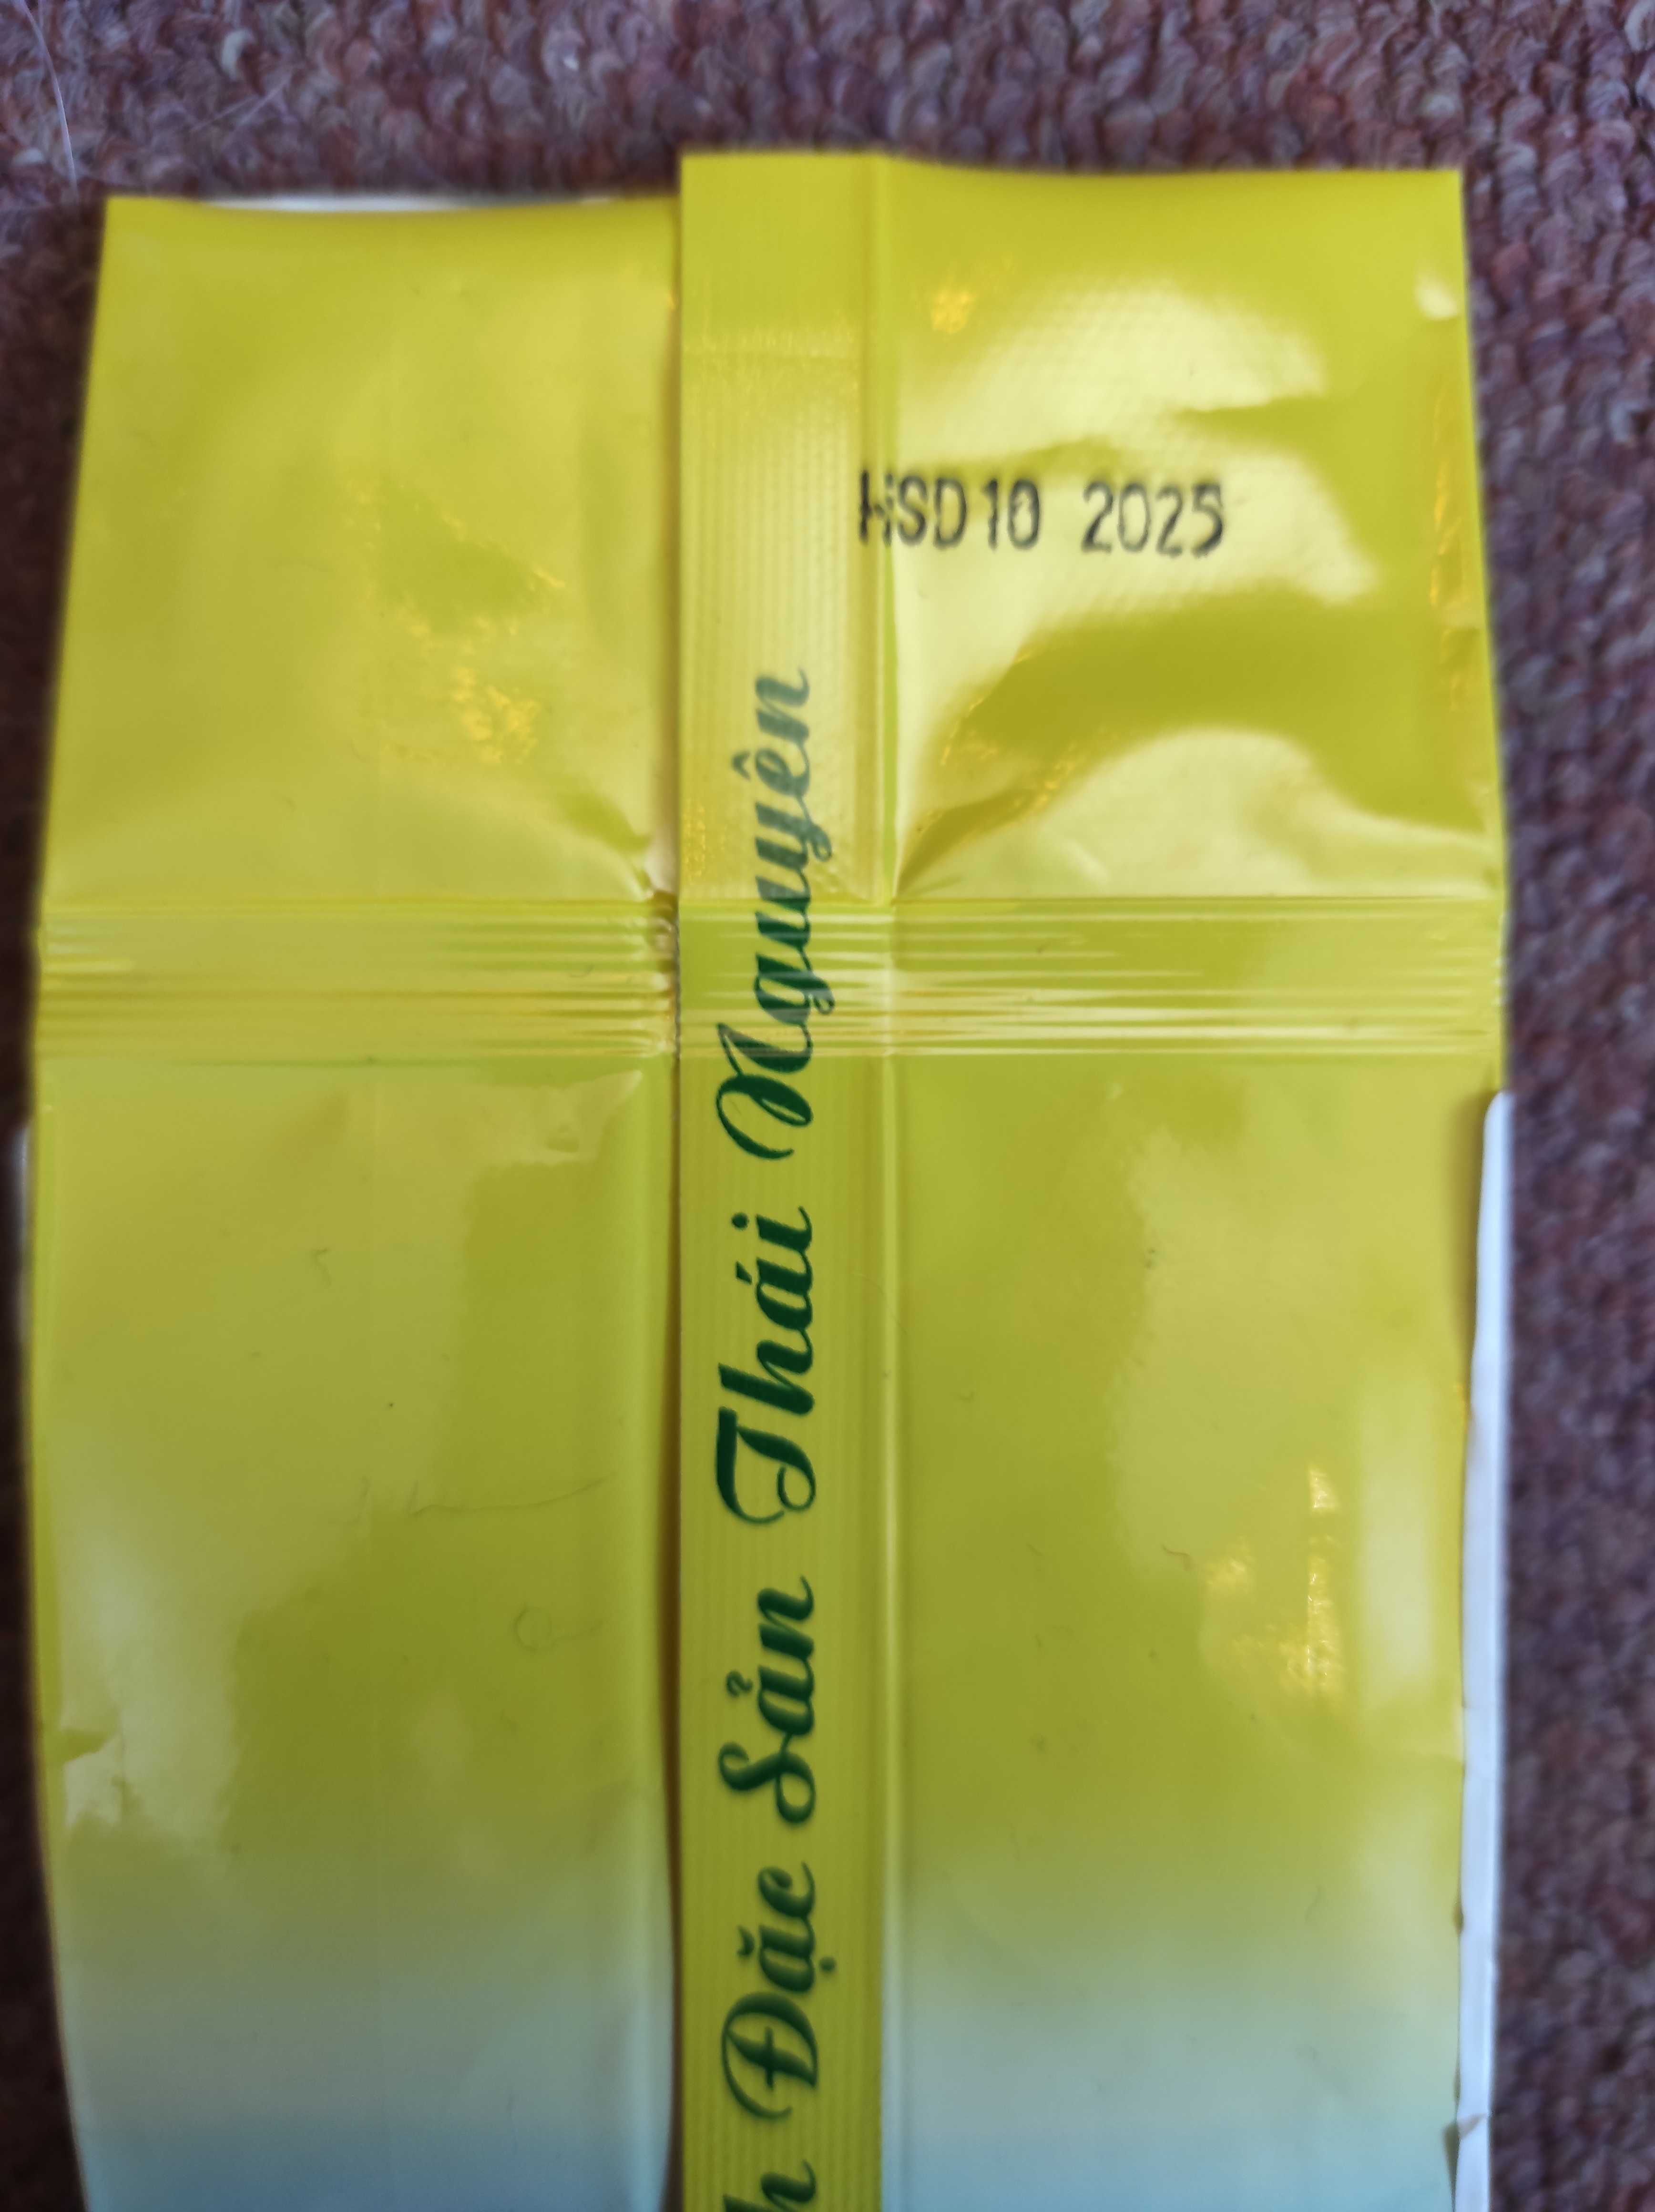 HSD10 2025
Đặc Sản Thái Nguyên